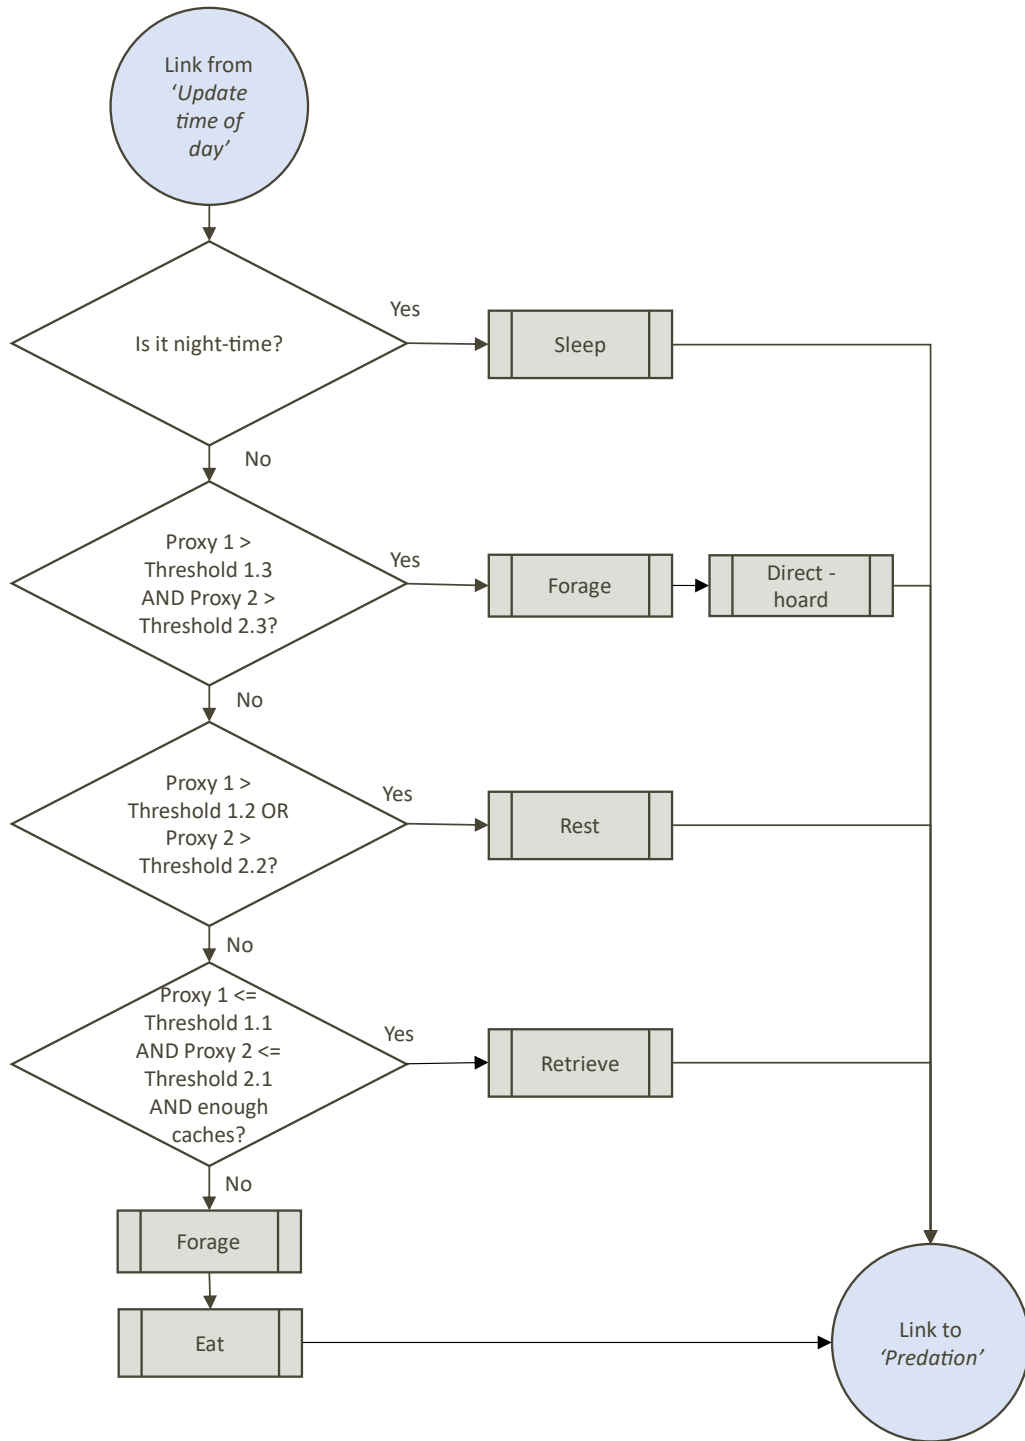 Link from
‘Update
time of
day’
Is it night-time?
Yes
Sleep
No
Proxy 1 >
Threshold 1.3
AND Proxy 2 >
Threshold 2.3?
Yes
Forage
Direct -
hoard
No
Proxy 1 >
Threshold 1.2 OR
Proxy 2 >
Threshold 2.2?
Yes
Rest
No
Proxy 1 <=
Threshold 1.1
AND Proxy 2 <=
Threshold 2.1
AND enough
caches?
Yes
Retrieve
No
Forage
Eat
Link to
‘Predation’